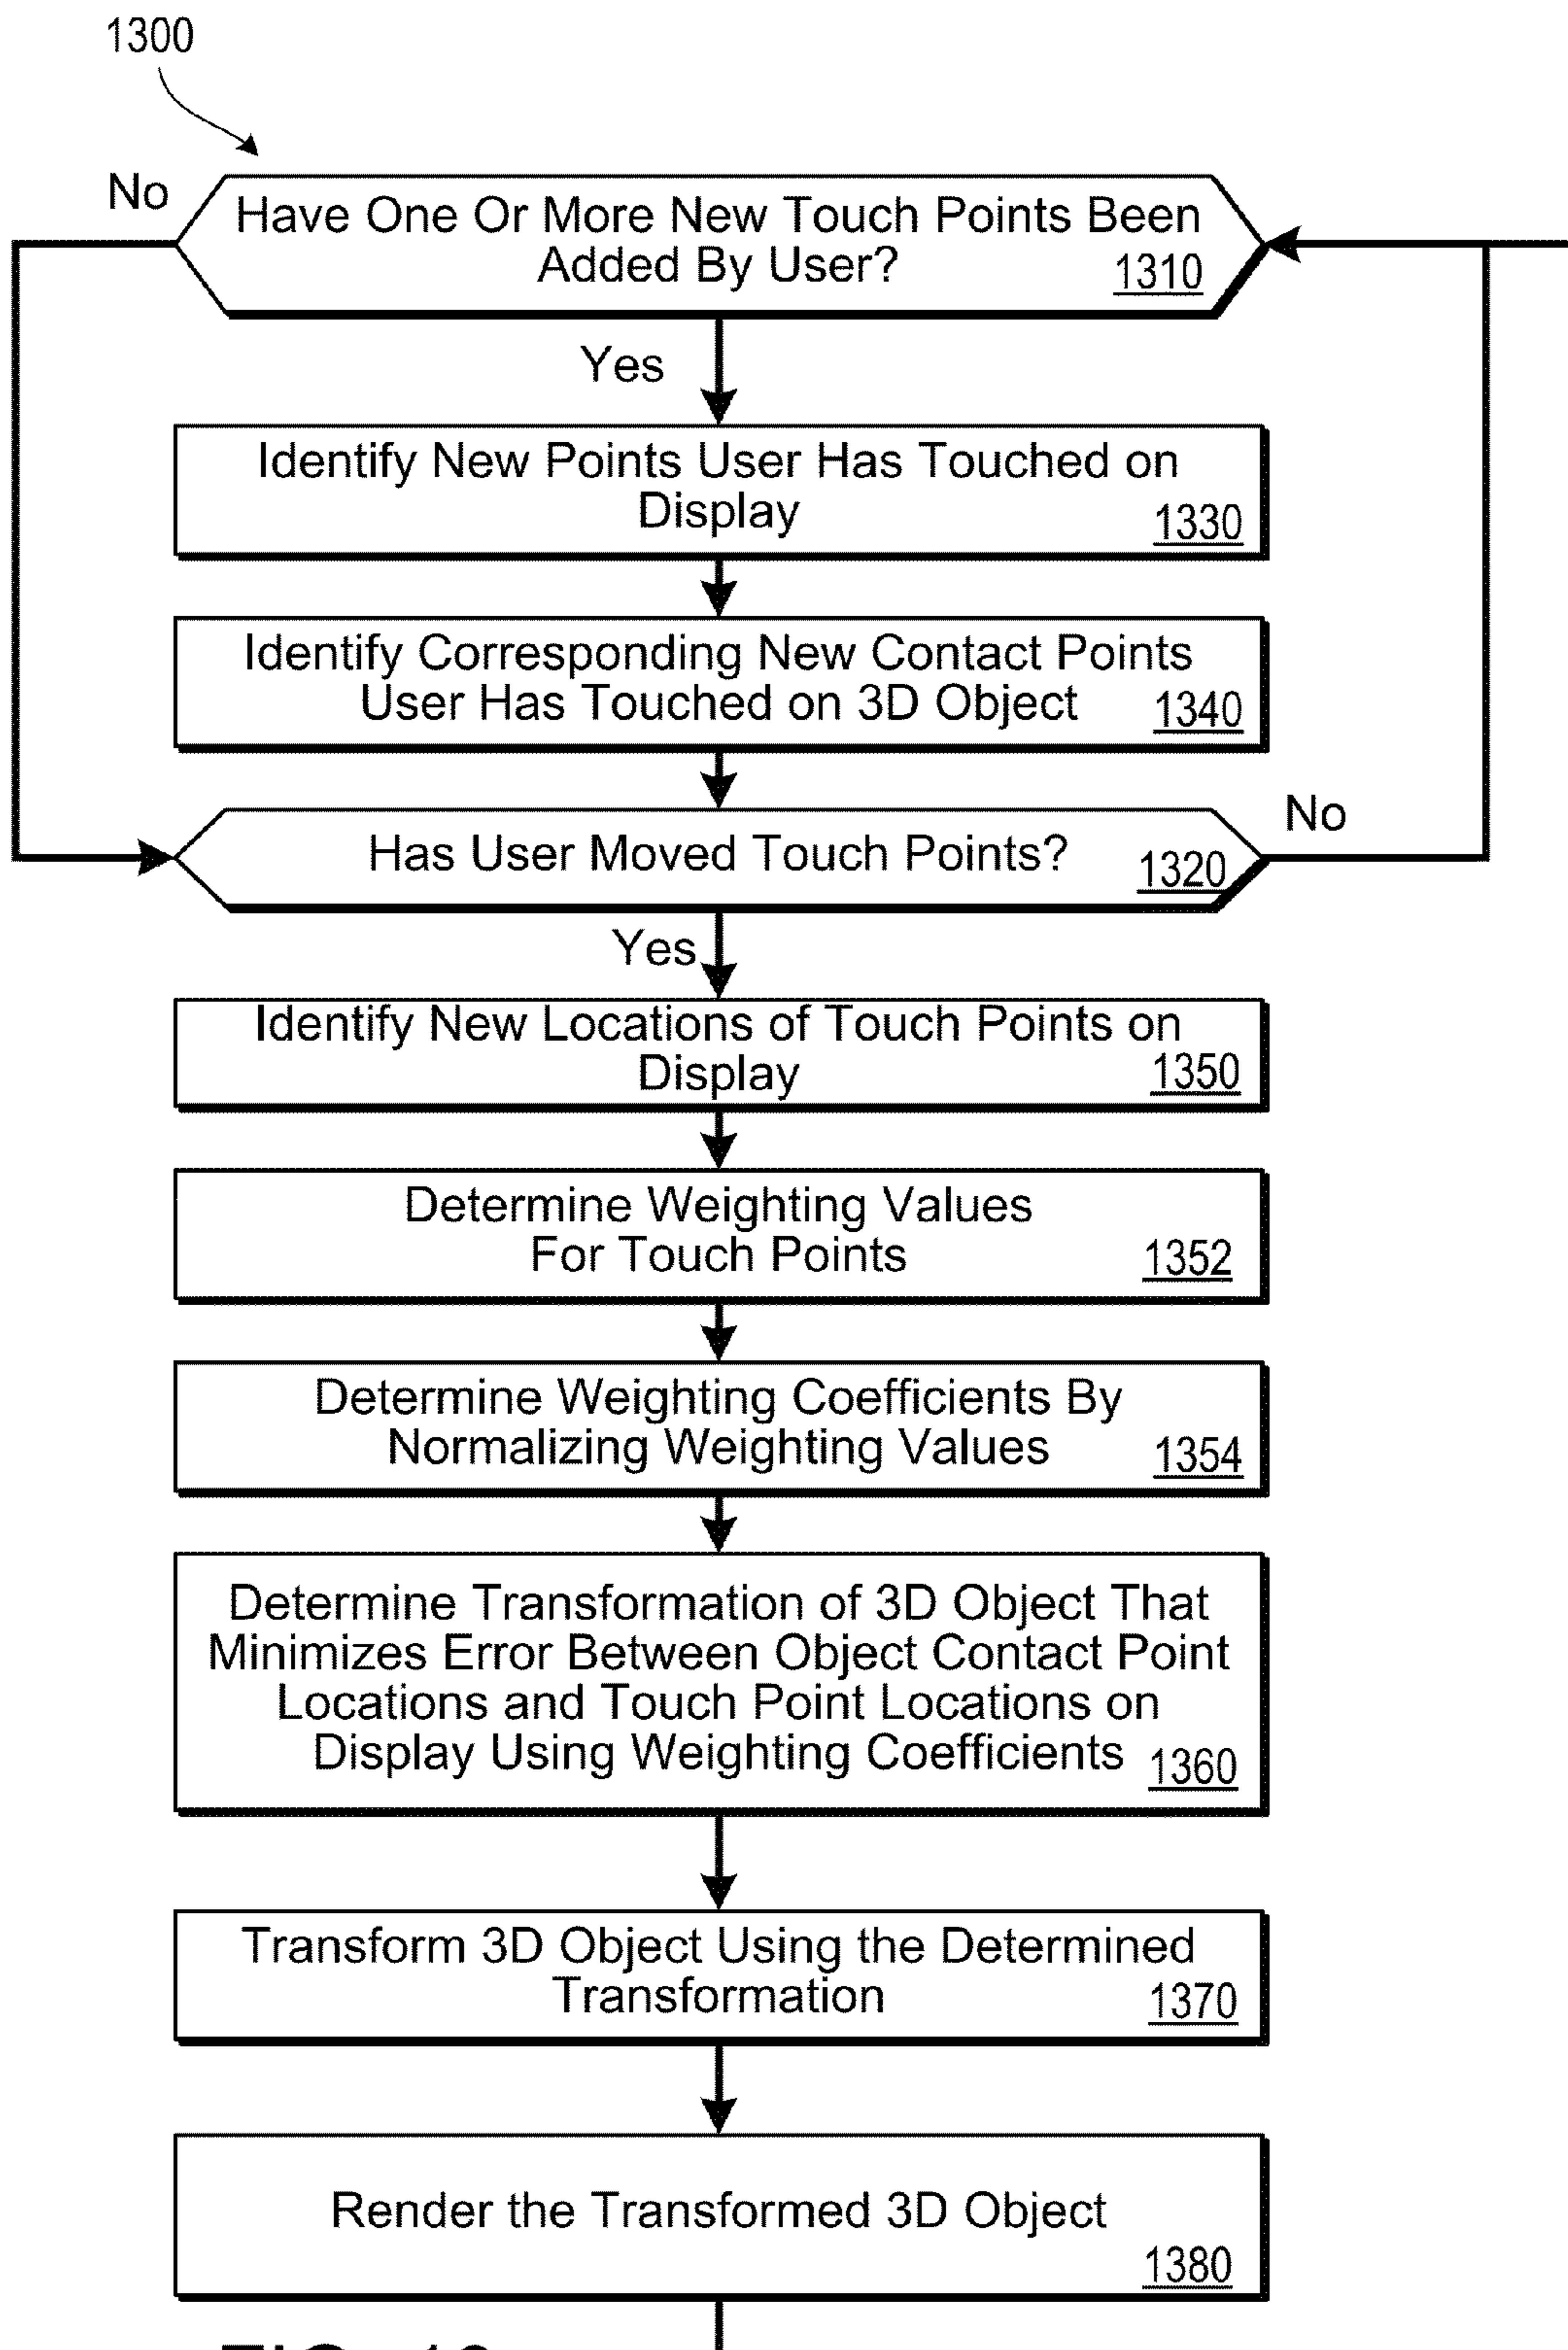 1300
No
Have One Or More New Touch Points Been
Added By User?
1310
Yes
Identify New Points User Has Touched on
Display
1330
Identify Corresponding New Contact Points
User Has Touched on 3D Object
1340
Has User Moved Touch Points?
1320
No
Yes
Identify New Locations of Touch Points on
Display
1350
Determine Weighting Values
For Touch Points
1352
Determine Weighting Coefficients By
Normalizing Weighting Values
1354
Determine Transformation of 3D Object That
Minimizes Error Between Object Contact Point
Locations and Touch Point Locations on
Display Using Weighting Coefficients
1360
Transform 3D Object Using the Determined
Transformation
1370
Render the Transformed 3D Object
1380